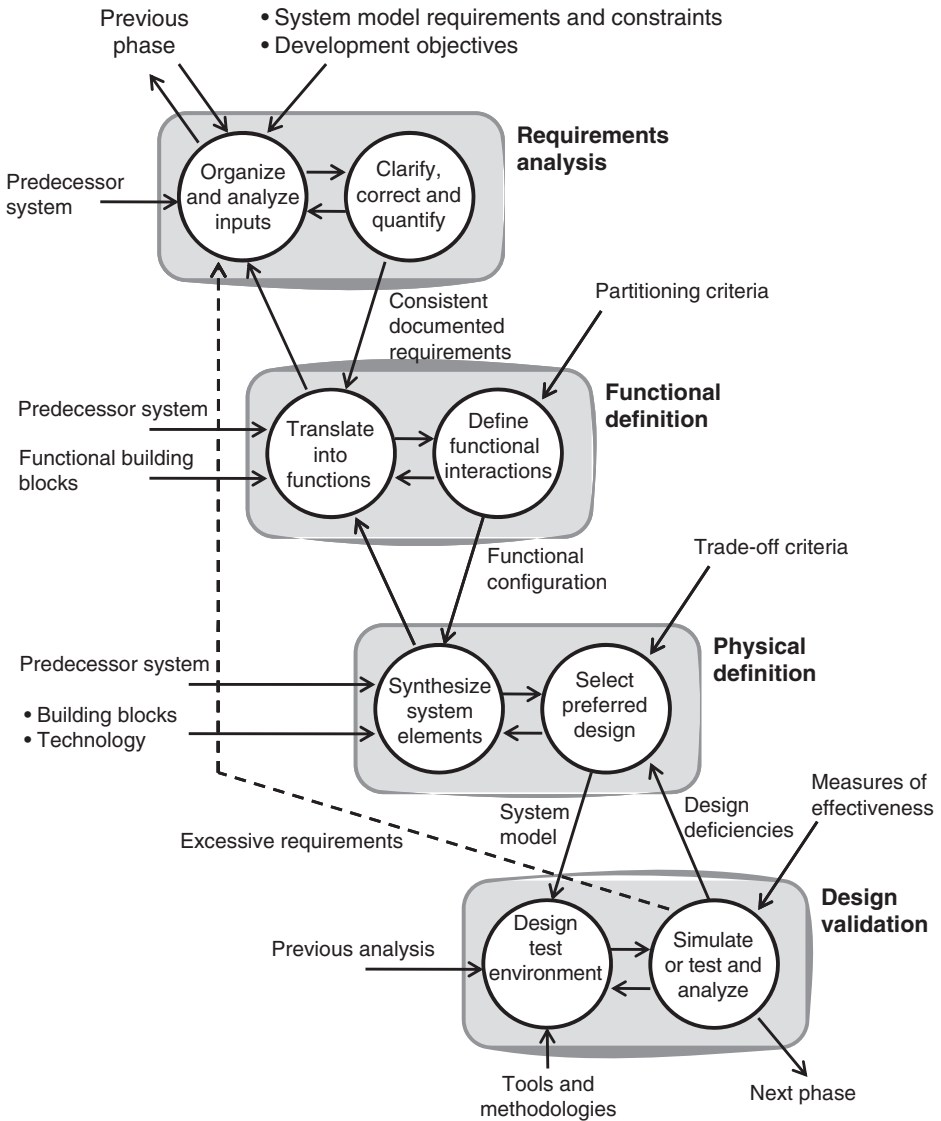 Previous
phase
• System model requirements and constraints
• Development objectives
Requirements
analysis
Organize
and analyze
inputs
Clarify,
correct and
quantify
Predecessor
system
Consistent
documented
requirements
Partitioning criteria
Functional
definition
Predecessor system
Functional building
blocks
Translate
into
functions
Define
functional
interactions
Functional
configuration
Trade-off criteria
Physical
definition
Predecessor system
• Building blocks
• Technology
Synthesize
system
elements
Select
preferred
design
System
model
Design
deficiencies
Measures of
effectiveness
Excessive requirements
Design
validation
Previous analysis
Design
test
environment
Simulate
or test and
analyze
Tools and
methodologies
Next phase